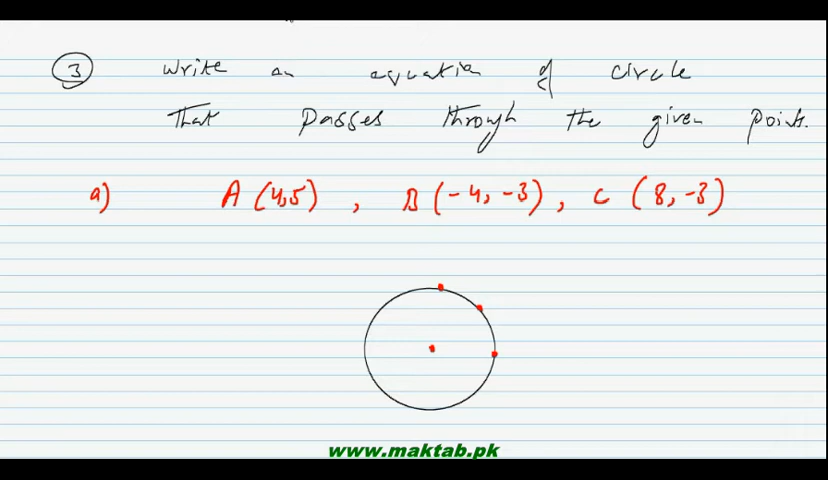 3 Write an equation of circle
That passes through the given points.
a) A (4,5) , B (-4, -3) , C (8, -3)
www.maktab.pk